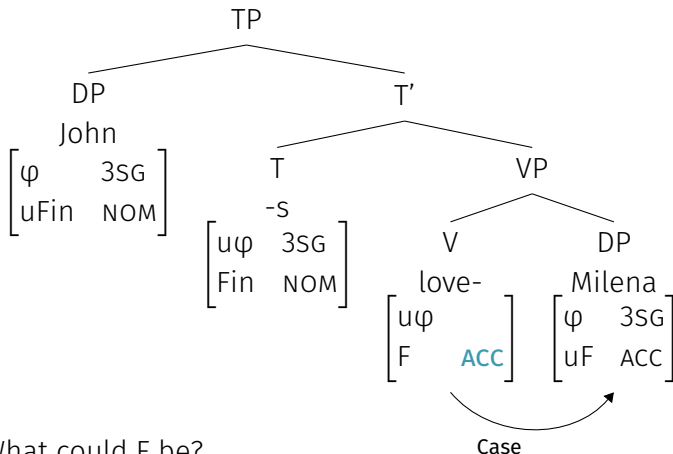 TP
DP T’
John
φ 3SG
uFin NOM
T VP
-s
uφ 3SG
Fin NOM
V DP
love- Milena
uφ φ 3SG
F ACC uF ACC
What could F be? Case